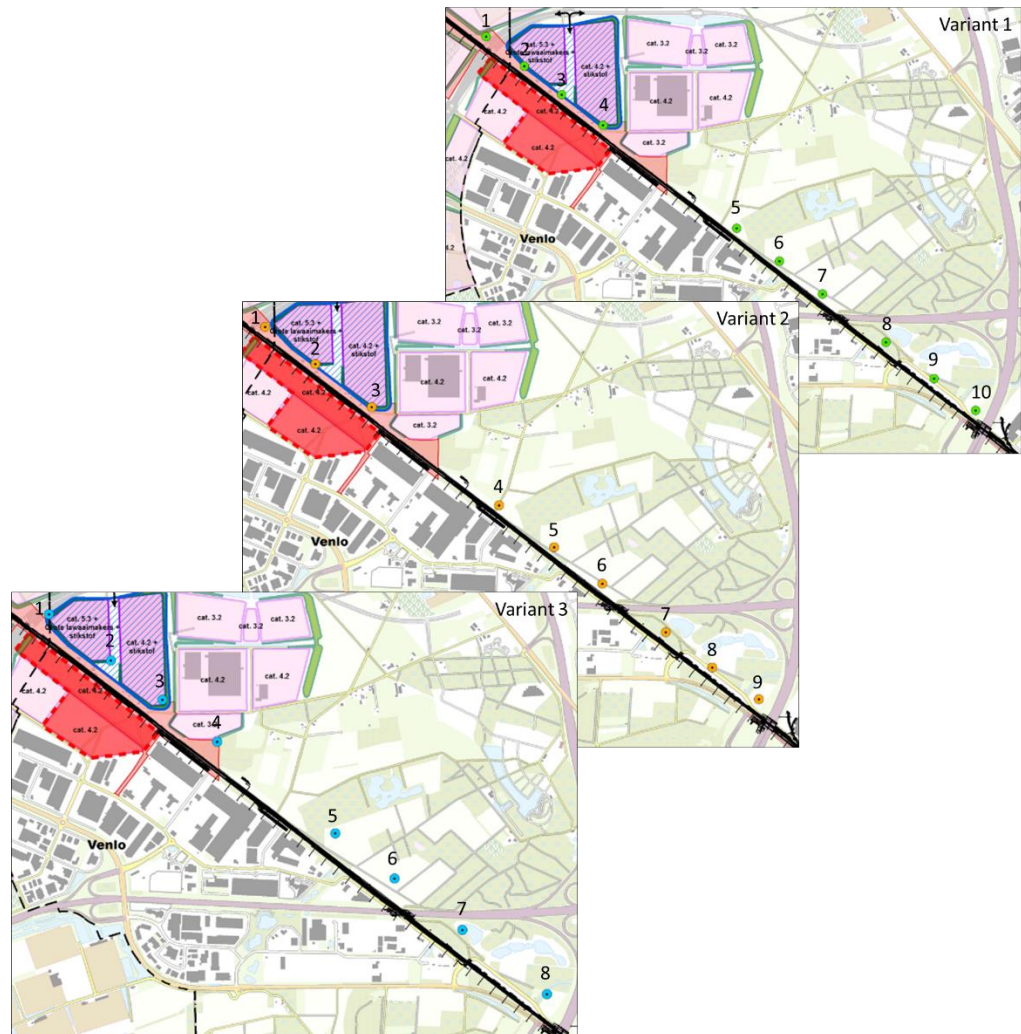 Variant 1
1
2
cat. 5.3 +
Grote lawaaimakers +
stikstof
3
cat. 4.2 +
stikstof
4
cat. 3.2
cat. 3.2
cat. 3.2
cat. 4.2
cat. 4.2
cat. 3.2
cat. 4.2
cat. 4.2
cat. 4.2
cat. 4.2
5
6
7
8
9
10
Venlo
Variant 2
1
2
cat. 5.3 +
Grote lawaaimakers +
stikstof
3
cat. 4.2 +
stikstof
cat. 3.2
cat. 3.2
cat. 3.2
cat. 4.2
cat. 4.2
cat. 3.2
cat. 4.2
cat. 4.2
cat. 4.2
4
5
6
7
8
9
Venlo
Variant 3
1
cat. 5.3 +
Grote lawaaimakers +
stikstof
2
cat. 4.2 +
stikstof
3
cat. 3.2
cat. 3.2
cat. 3.2
cat. 4.2
cat. 4.2
4
cat. 4.2
cat. 4.2
cat. 4.2
5
6
7
8
Venlo